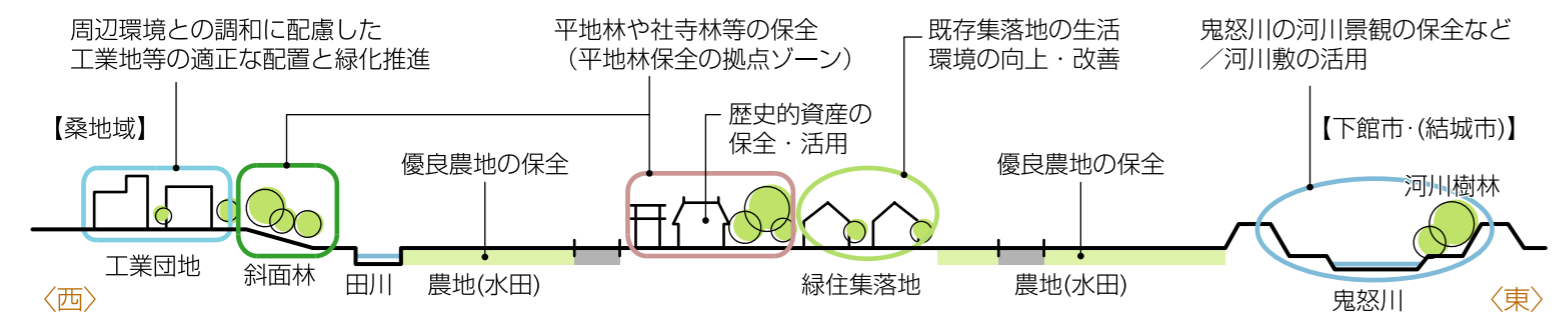 周辺環境との調和に配慮した
工業地等の適正な配置と緑化推進
平地林や社寺林等の保全
（平地林保全の拠点ゾーン）
既存集落地の生活
環境の向上・改善
鬼怒川の河川景観の保全など
／河川敷の活用
【桑地域】
歴史的資産の
保全・活用
【下館市・(結城市)】
優良農地の保全
優良農地の保全
河川樹林
工業団地
斜面林
田川
農地(水田)
緑住集落地
農地(水田)
鬼怒川
〈西〉
〈東〉